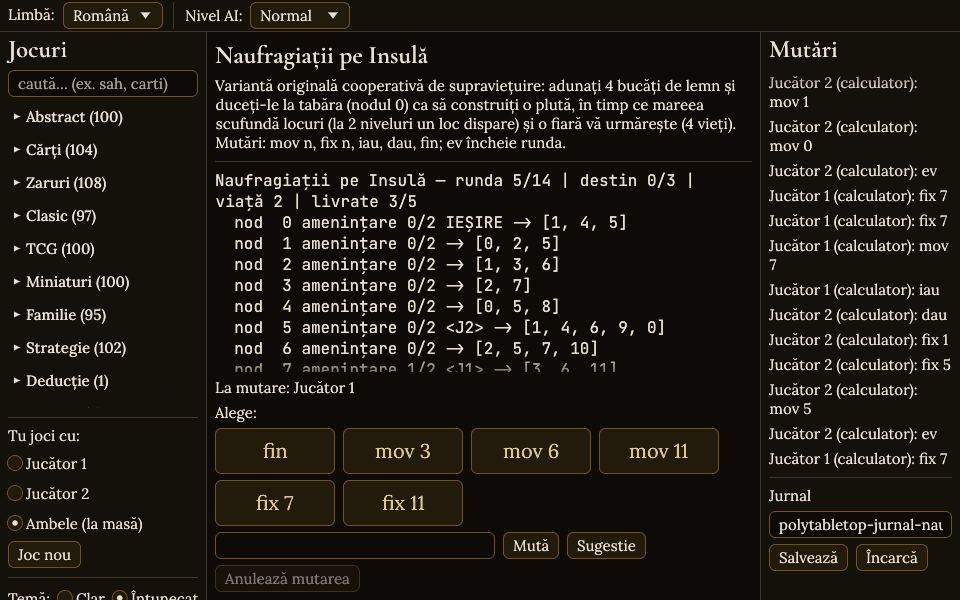 Limbă: Română ▼ Nivel AI: Normal ▼
Jocuri
caută... (ex. sah, carti)
▸ Abstract (100)
▸ Cărți (104)
▸ Zaruri (108)
▸ Clasic (97)
▸ TCG (100)
▸ Miniaturi (100)
▸ Familie (95)
▸ Strategie (102)
▸ Deducție (1)
Tu joci cu:
Jucător 1
Jucător 2
Ambele (la masă)
Joc nou
Temă: Clar Întunecat
Naufragiații pe Insulă
Variantă originală cooperativă de supraviețuire: adunați 4 bucăți de lemn și
duceți-le la tabăra (nodul 0) ca să construiți o plută, în timp ce mareea
scufundă locuri (la 2 niveluri un loc dispare) și o fiară vă urmărește (4 vieți).
Mutări: mov n, fix n, iau, dau, fin; ev încheie runda.
Naufragiații pe Insulă — runda 5/14 | destin 0/3 |
viață 2 | livrate 3/5
nod 0 amenințare 0/2 IEȘIRE -> [1, 4, 5]
nod 1 amenințare 0/2 -> [0, 2, 5]
nod 2 amenințare 0/2 -> [1, 3, 6]
nod 3 amenințare 0/2 -> [2, 7]
nod 4 amenințare 0/2 -> [0, 5, 8]
nod 5 amenințare 0/2 <J2> -> [1, 4, 6, 9, 0]
nod 6 amenințare 0/2 -> [2, 5, 7, 10]
nod 7 amenințare 1/2 <J1> -> [3, 6, 11]
La mutare: Jucător 1
Alege:
fin mov 3 mov 6 mov 11
fix 7 fix 11
Mută Sugestie
Anulează mutarea
Mutări
Jucător 2 (calculator):
mov 1
Jucător 2 (calculator):
mov 0
Jucător 2 (calculator): ev
Jucător 1 (calculator): fix 7
Jucător 1 (calculator): fix 7
Jucător 1 (calculator): mov
7
Jucător 1 (calculator): iau
Jucător 2 (calculator): dau
Jucător 2 (calculator): fix 1
Jucător 2 (calculator): fix 5
Jucător 2 (calculator):
mov 5
Jucător 2 (calculator): ev
Jucător 1 (calculator): fix 7
Jurnal
polytabletop-jurnal-nau
Salvează Încarcă